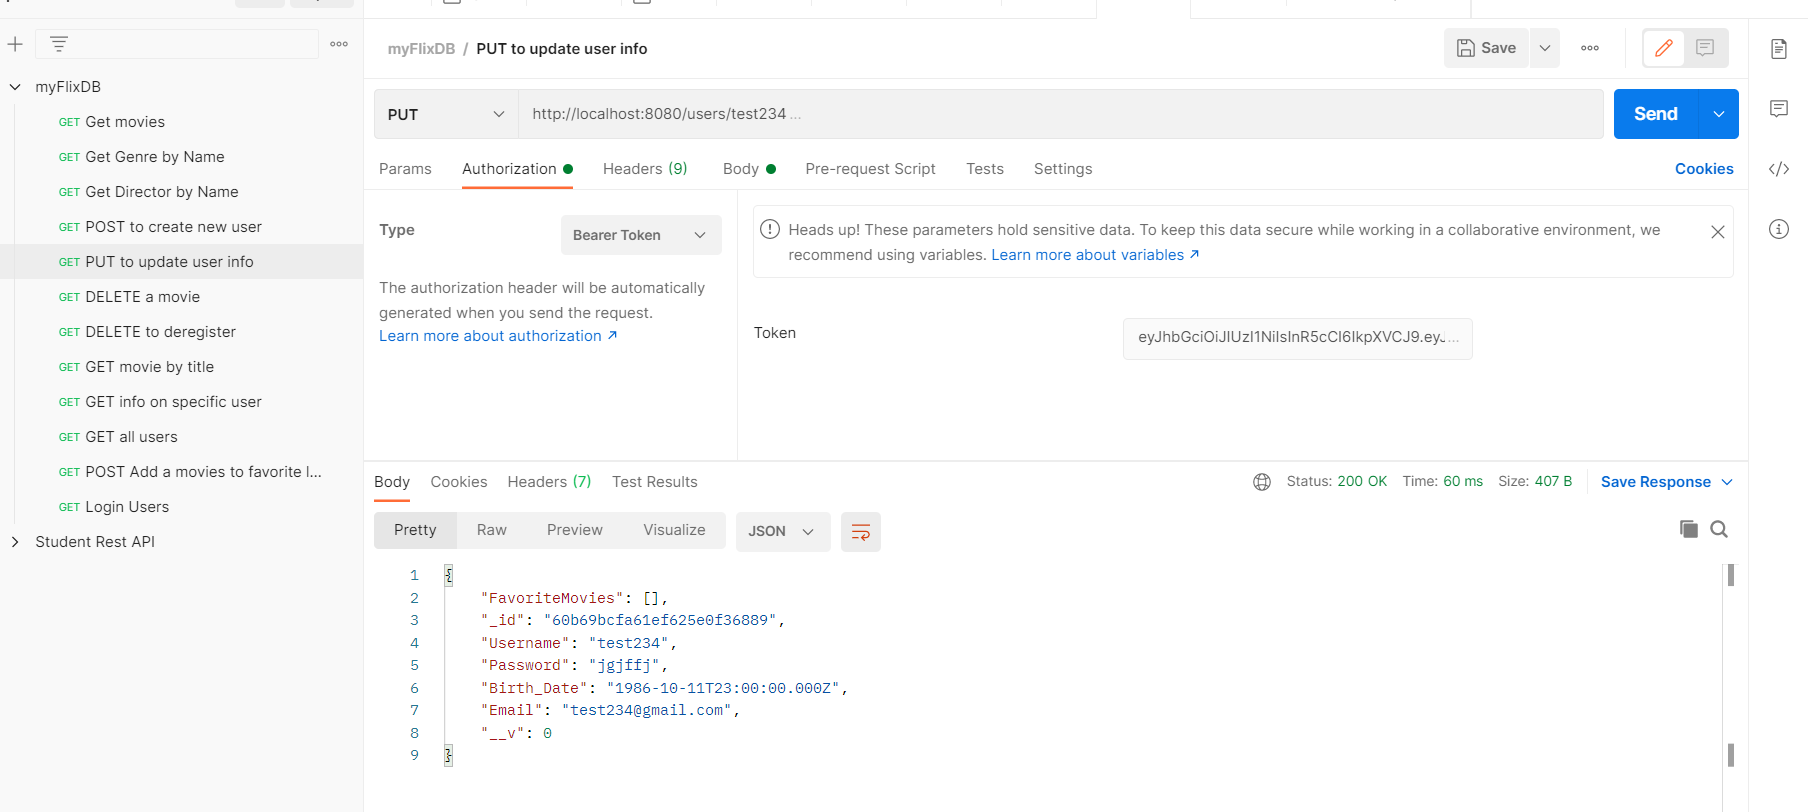 myFlixDB
GET Get movies
GET Get Genre by Name
GET Get Director by Name
GET POST to create new user
GET PUT to update user info
GET DELETE a movie
GET DELETE to deregister
GET GET movie by title
GET GET info on specific user
GET GET all users
GET POST Add a movies to favorite l...
GET Login Users
Student Rest API
myFlixDB / PUT to update user info
Save
PUT
http://localhost:8080/users/test234 ...
Send
Params Authorization Headers (9) Body Pre-request Script Tests Settings
Cookies
Type
Bearer Token
The authorization header will be automatically
generated when you send the request.
Learn more about authorization ↗
Heads up! These parameters hold sensitive data. To keep this data secure while working in a collaborative environment, we
recommend using variables. Learn more about variables ↗
Token
eyJhbGciOiJIUzI1NiIsInR5cCI6IkpXVCJ9.eyJ...
Body Cookies Headers (7) Test Results
Status: 200 OK Time: 60 ms Size: 407 B
Save Response
Pretty Raw Preview Visualize JSON
1 {
2 "FavoriteMovies": [],
3 "_id": "60b69bcfa61ef625e0f36889",
4 "Username": "test234",
5 "Password": "jgjffj",
6 "Birth_Date": "1986-10-11T23:00:00.000Z",
7 "Email": "test234@gmail.com",
8 "__v": 0
9 }